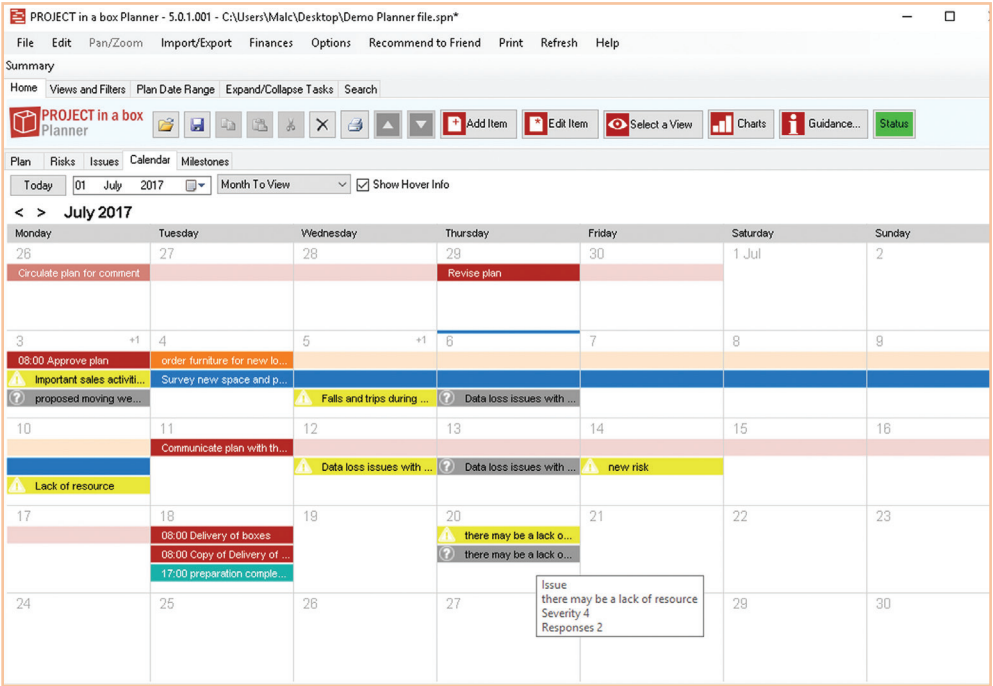 PROJECT in a box Planner - 5.0.1.001 - C:\Users\Malc\Desktop\Demo Planner file.spn*
File Edit Pan/Zoom Import/Export Finances Options Recommend to Friend Print Refresh Help
Summary
Home Views and Filters Plan Date Range Expand/Collapse Tasks Search
PROJECT in a box
Planner
Add Item Edit Item Select a View Charts Guidance... Status
Plan Risks Issues Calendar Milestones
Today 01 July 2017 Month To View Show Hover Info
< > July 2017
Monday Tuesday Wednesday Thursday Friday Saturday Sunday
26 27 28 29 30 1 Jul 2
Circulate plan for comment Revise plan
3 +1 4 5 +1 6 7 8 9
08:00 Approve plan order furniture for new lo...
Important sales activiti... Survey new space and p...
proposed moving we... Falls and trips during ... Data loss issues with ...
10 11 12 13 14 15 16
Communicate plan with th...
Data loss issues with ... Data loss issues with ... new risk
Lack of resource
17 18 19 20 21 22 23
08:00 Delivery of boxes there may be a lack o...
08:00 Copy of Delivery of ... there may be a lack o...
17:00 preparation comple...
Issue
there may be a lack of resource
Severity 4
Responses 2
24 25 26 27 29 30